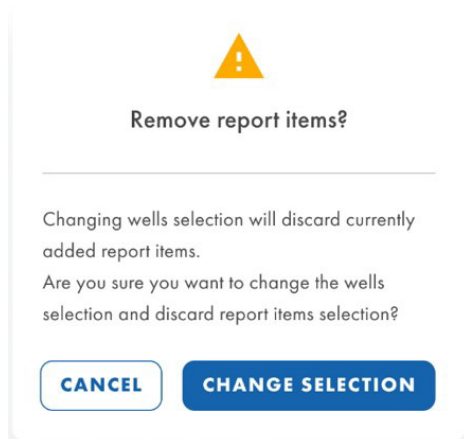 Remove report items?
Changing wells selection will discard currently
added report items.
Are you sure you want to change the wells
selection and discard report items selection?
CANCEL CHANGE SELECTION